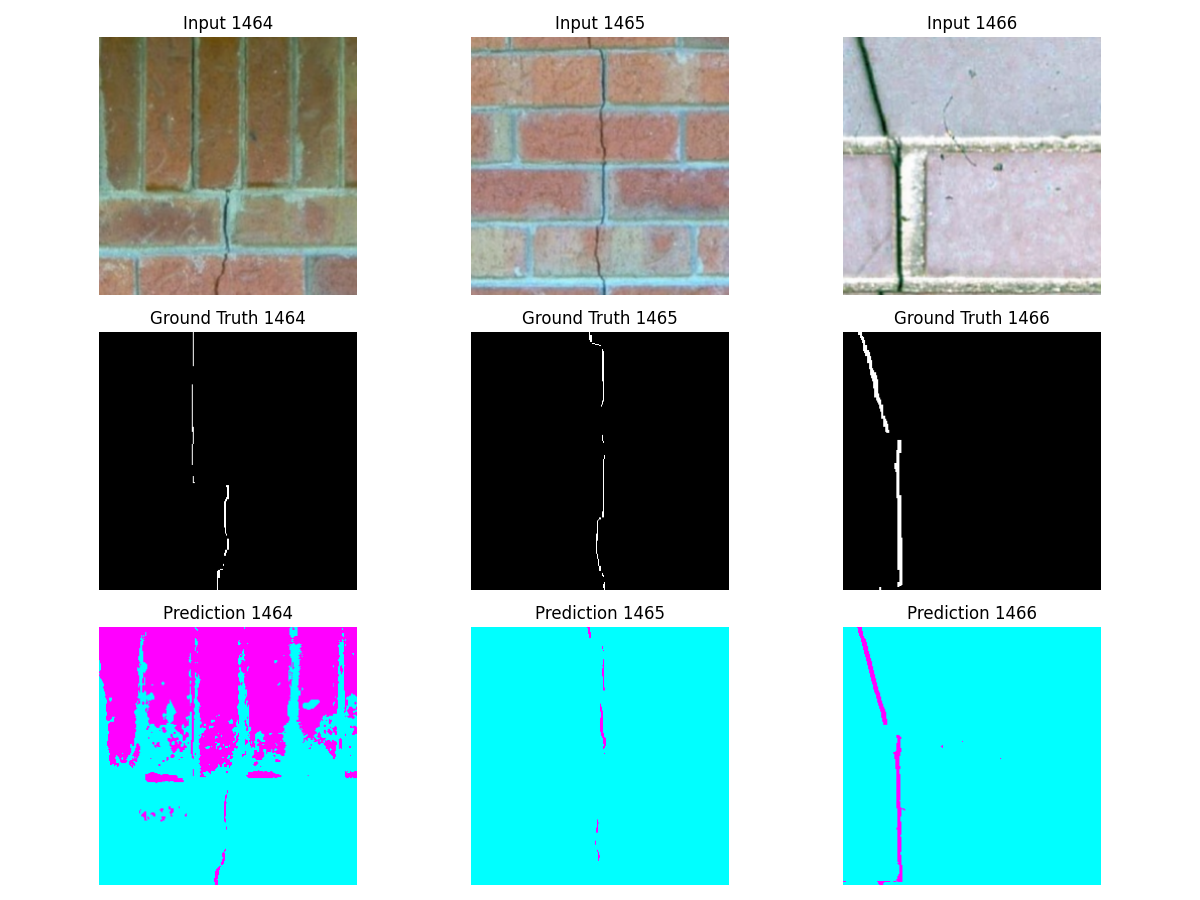 Input 1464
Input 1465
Input 1466
Ground Truth 1464
Ground Truth 1465
Ground Truth 1466
Prediction 1464
Prediction 1465
Prediction 1466